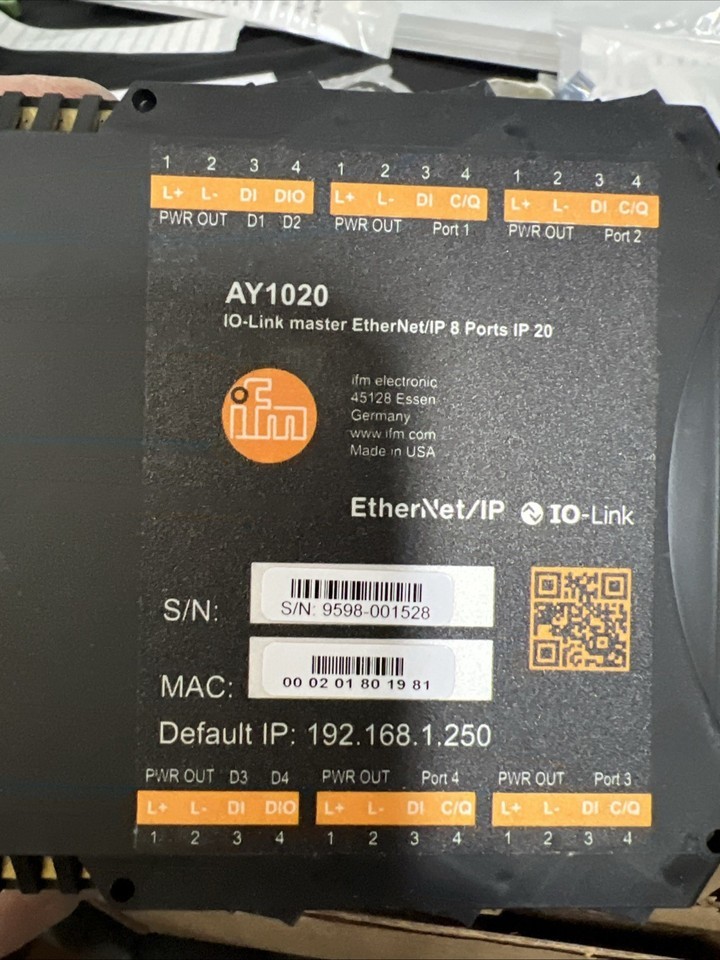 1 2 3 4 1 2 3 4 1 2 3 4
L+ L- DI DIO L+ L- DI C/Q L+ L- DI C/Q
PWR OUT D1 D2 PWR OUT Port 1 PWR OUT Port 2
AY1020
IO-Link master EtherNet/IP 8 Ports IP 20
ifm
ifm electronic
45128 Essen
Germany
www.ifm.com
Made in USA
EtherNet/IP IO-Link
S/N: S/N: 9598-001528
MAC: 00 02 01 80 19 81
Default IP: 192.168.1.250
PWR OUT D3 D4 PWR OUT Port 4 PWR OUT Port 3
L+ L- DI DIO L+ L- DI C/Q L+ L- DI C/Q
1 2 3 4 1 2 3 4 1 2 3 4